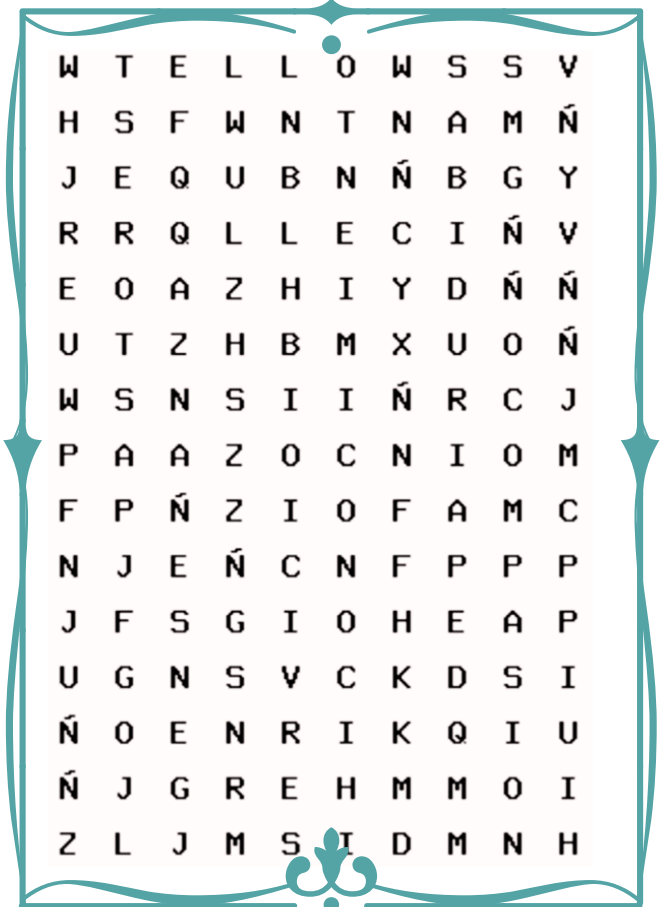 W T E L L O W S S V
H S F W N T N A M Ñ
J E Q U B N Ñ B G Y
R R Q L L E C I Ñ V
E O A Z H I Y D Ñ Ñ
U T Z H B M X U O Ñ
W S N S I I Ñ R C J
P A A Z O C N I O M
F P Ñ Z I O F A M C
N J E Ñ C N F P P P
J F S G I O H E A P
U G N S V C K D S I
Ñ O E N R I K Q I U
Ñ J G R E H M M O I
Z L J M S I D M N H